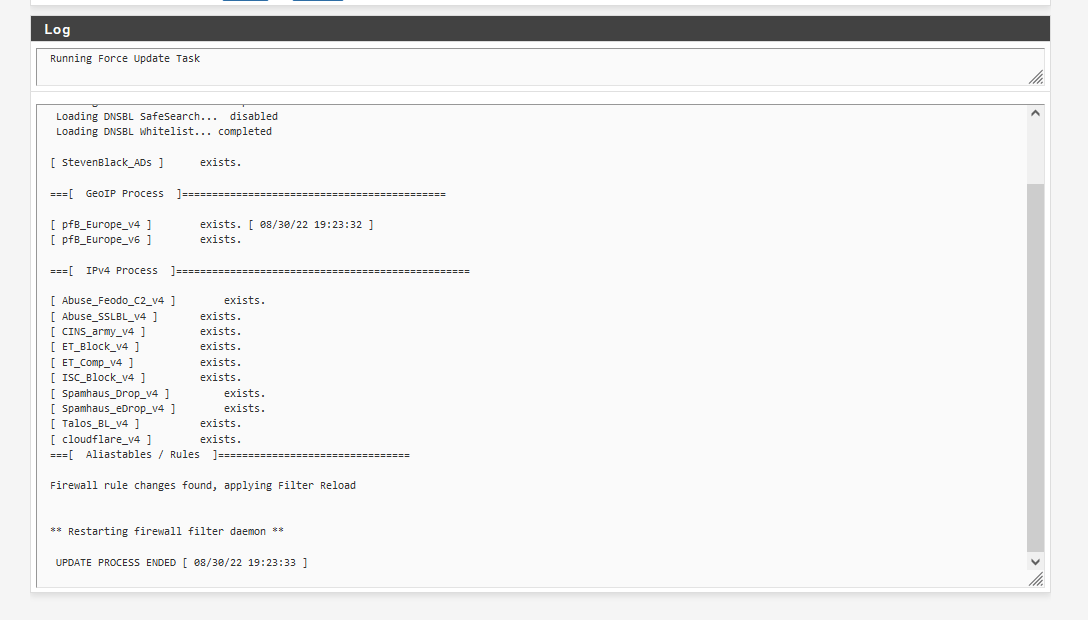 Log
Running Force Update Task
Loading DNSBL SafeSearch... disabled
Loading DNSBL Whitelist... completed
[ StevenBlack_ADs ] exists.
===[ GeoIP Process ]============================================
[ pfB_Europe_v4 ] exists. [ 08/30/22 19:23:32 ]
[ pfB_Europe_v6 ] exists.
===[ IPv4 Process ]=================================================
[ Abuse_Feodo_C2_v4 ] exists.
[ Abuse_SSLBL_v4 ] exists.
[ CINS_army_v4 ] exists.
[ ET_Block_v4 ] exists.
[ ET_Comp_v4 ] exists.
[ ISC_Block_v4 ] exists.
[ Spamhaus_Drop_v4 ] exists.
[ Spamhaus_eDrop_v4 ] exists.
[ Talos_BL_v4 ] exists.
[ cloudflare_v4 ] exists.
===[ Aliastables / Rules ]================================
Firewall rule changes found, applying Filter Reload
** Restarting firewall filter daemon **
UPDATE PROCESS ENDED [ 08/30/22 19:23:33 ]